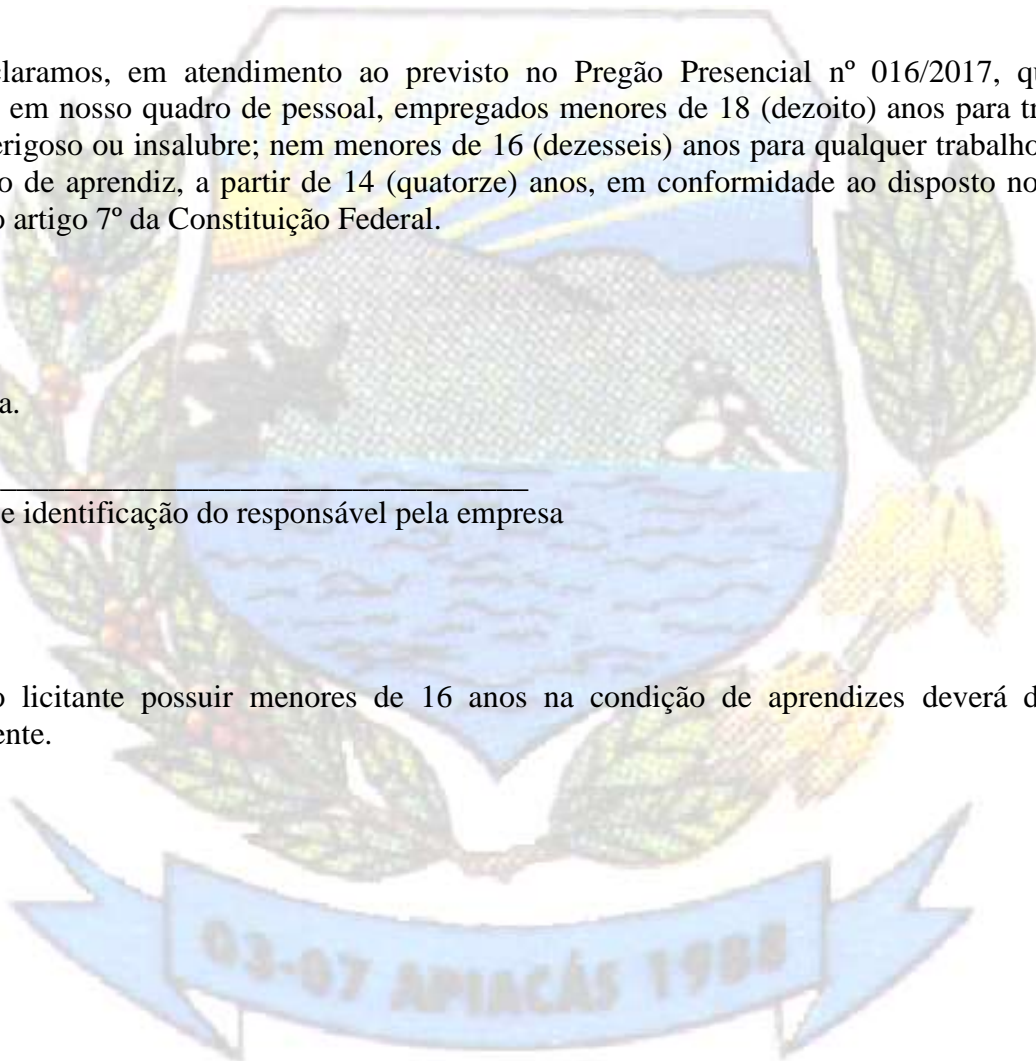 claramos, em atendimento ao previsto no Pregão Presencial nº 016/2017, qu
em nosso quadro de pessoal, empregados menores de 18 (dezoito) anos para tr
erigoso ou insalubre; nem menores de 16 (dezesseis) anos para qualquer trabalho
o de aprendiz, a partir de 14 (quatorze) anos, em conformidade ao disposto no
o artigo 7º da Constituição Federal.
a.
e identificação do responsável pela empresa
o licitante possuir menores de 16 anos na condição de aprendizes deverá d
ente.
03-07 APIACÁS 1988